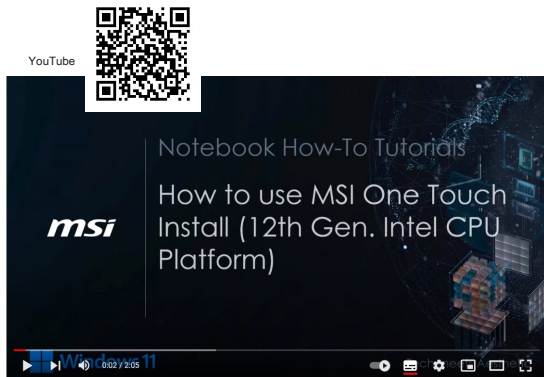 YouTube
Notebook How-To Tutorials
How to use MSI One Touch
Install (12th Gen. Intel CPU
Platform)
msi
Windows 11
0:02 / 2:05